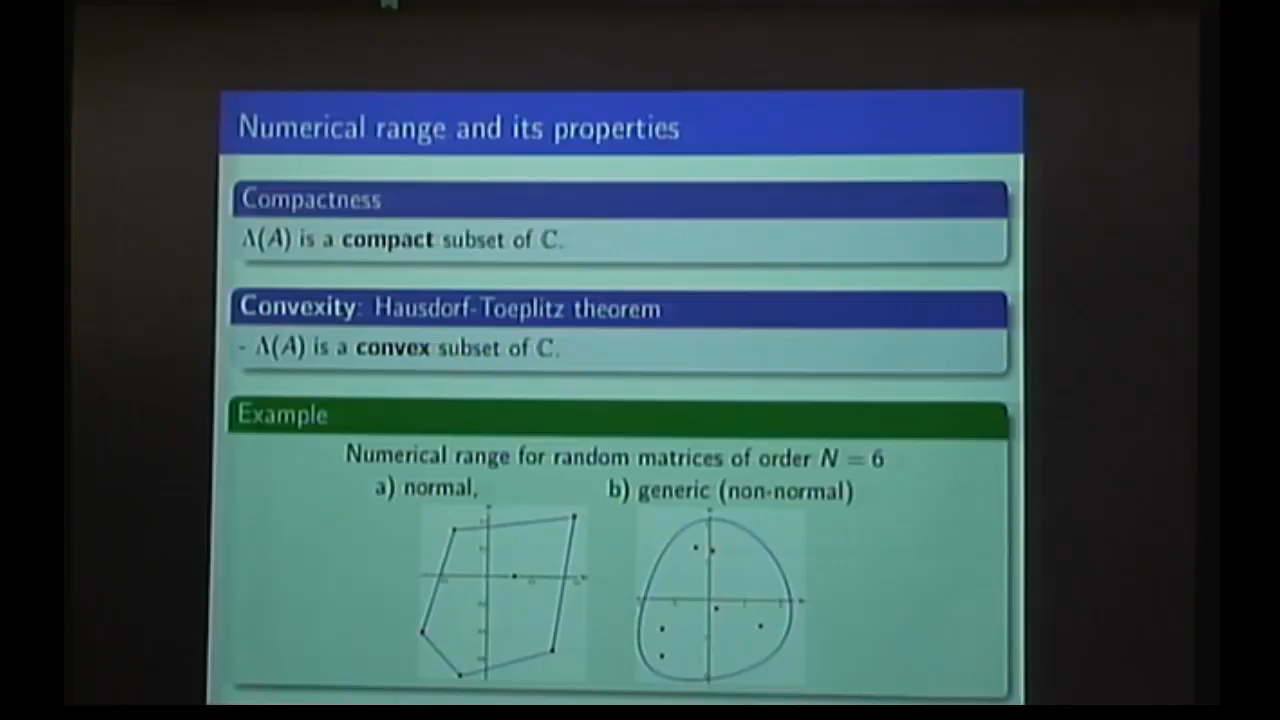 Numerical range and its properties
Compactness
Λ(A) is a compact subset of ℂ.
Convexity: Hausdorf-Toeplitz theorem
- Λ(A) is a convex subset of ℂ.
Example
Numerical range for random matrices of order N = 6
a) normal, b) generic (non-normal)